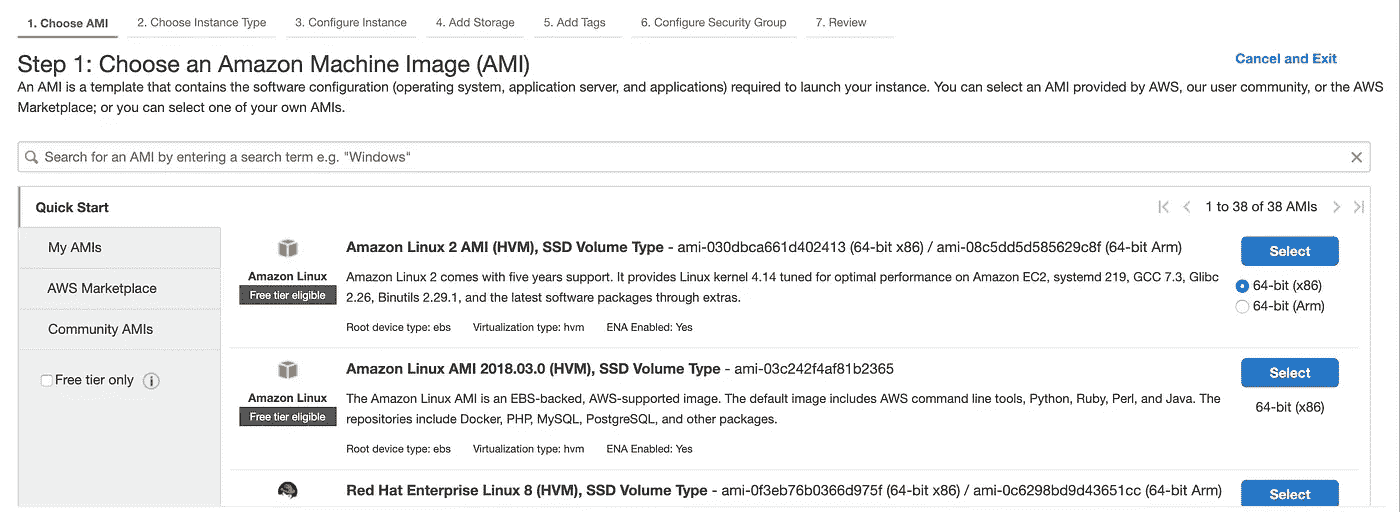 1. Choose AMI 2. Choose Instance Type 3. Configure Instance 4. Add Storage 5. Add Tags 6. Configure Security Group 7. Review
Step 1: Choose an Amazon Machine Image (AMI)
Cancel and Exit
An AMI is a template that contains the software configuration (operating system, application server, and applications) required to launch your instance. You can select an AMI provided by AWS, our user community, or the AWS
Marketplace; or you can select one of your own AMIs.
Search for an AMI by entering a search term e.g. "Windows"
Quick Start
1 to 38 of 38 AMIs
My AMIs
AWS Marketplace
Community AMIs
Free tier only
Amazon Linux
Free tier eligible
Amazon Linux 2 AMI (HVM), SSD Volume Type - ami-030dbca661d402413 (64-bit x86) / ami-08c5dd5d585629c8f (64-bit Arm)
Amazon Linux 2 comes with five years support. It provides Linux kernel 4.14 tuned for optimal performance on Amazon EC2, systemd 219, GCC 7.3, Glibc
2.26, Binutils 2.29.1, and the latest software packages through extras.
Root device type: ebs Virtualization type: hvm ENA Enabled: Yes
Select
64-bit (x86)
64-bit (Arm)
Amazon Linux
Free tier eligible
Amazon Linux AMI 2018.03.0 (HVM), SSD Volume Type - ami-03c242f4af81b2365
The Amazon Linux AMI is an EBS-backed, AWS-supported image. The default image includes AWS command line tools, Python, Ruby, Perl, and Java. The
repositories include Docker, PHP, MySQL, PostgreSQL, and other packages.
Root device type: ebs Virtualization type: hvm ENA Enabled: Yes
Select
64-bit (x86)
Red Hat Enterprise Linux 8 (HVM), SSD Volume Type - ami-0f3eb76b0366d975f (64-bit x86) / ami-0c6298bd9d43651cc (64-bit Arm)
Select